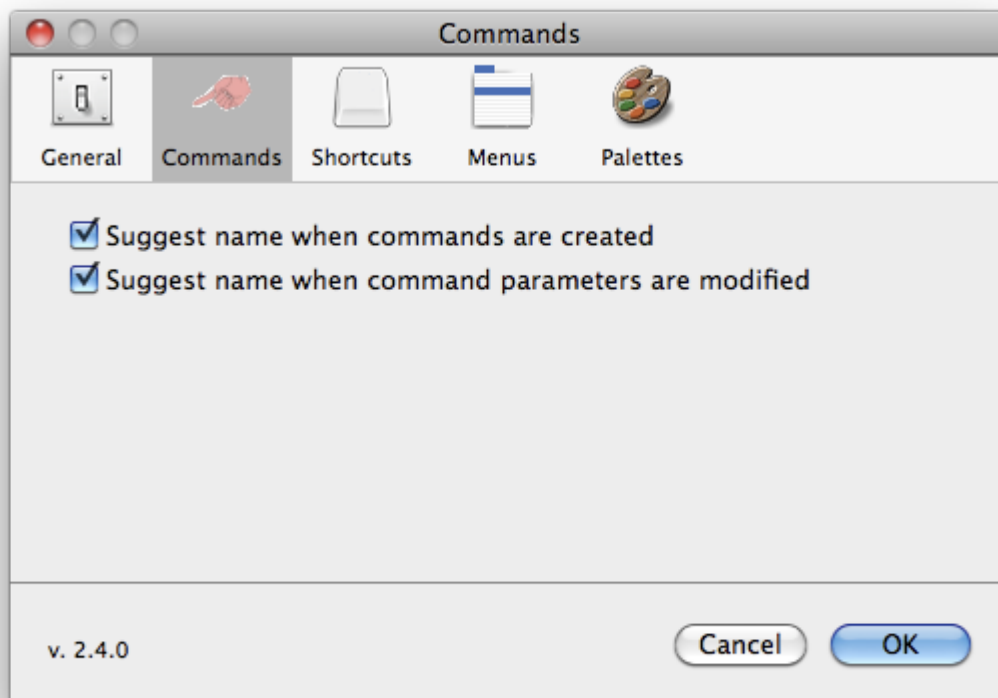 Commands
General Commands Shortcuts Menus Palettes
Suggest name when commands are created
Suggest name when command parameters are modified
v. 2.4.0 Cancel OK